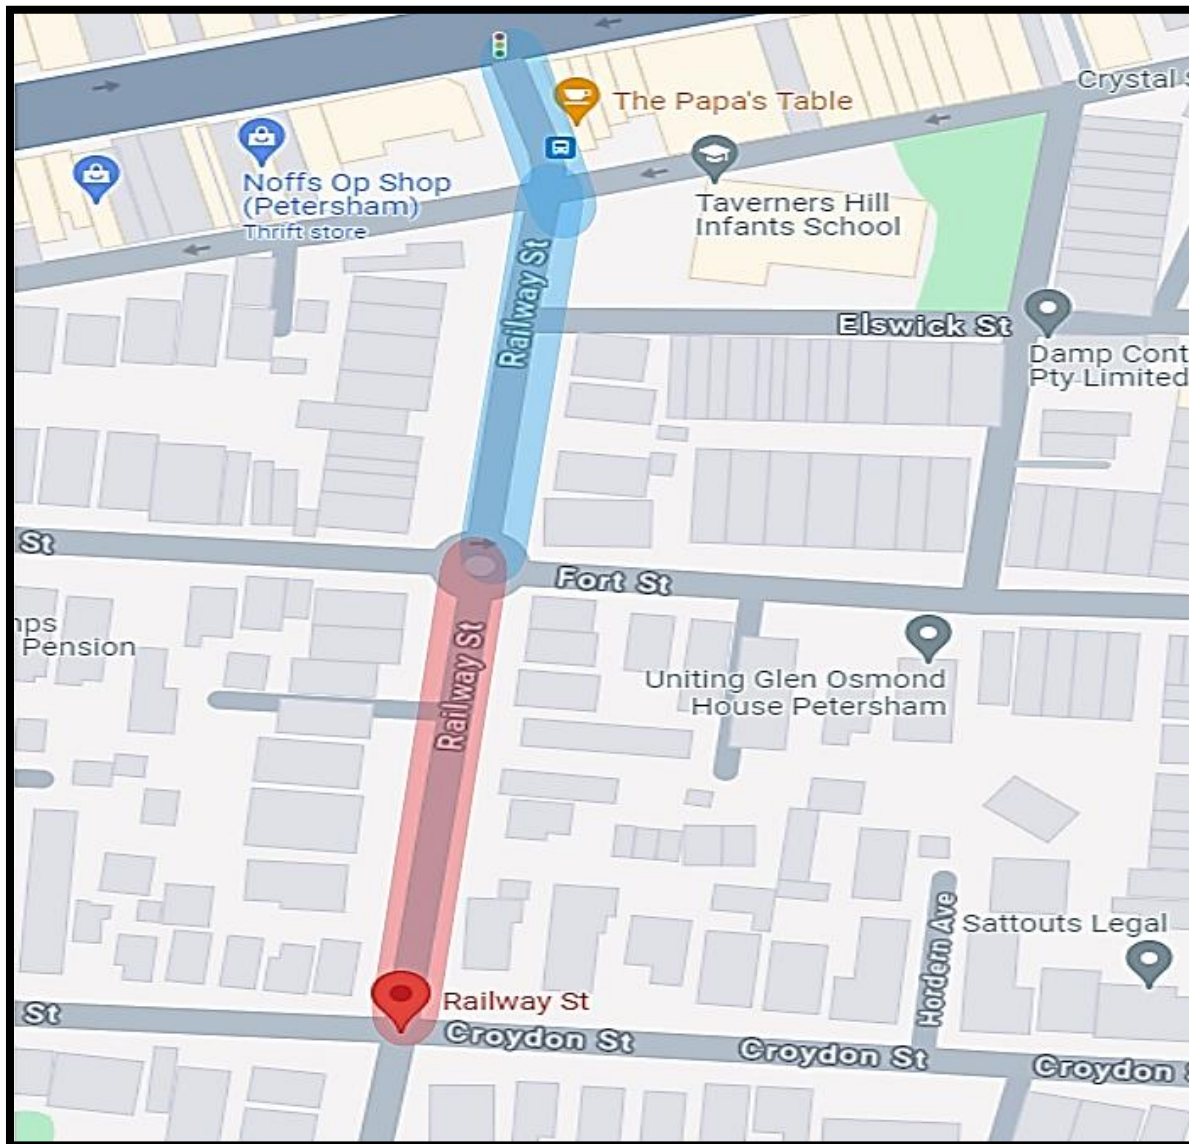 Crystal S
The Papa's Table
Noffs Op Shop
(Petersham)
Thrift store
Taverners Hill
Infants School
Railway St
Elswick St
Damp Cont
Pty Limited
St
Fort St
nps
Pension
Railway St
Uniting Glen Osmond
House Petersham
Hordern Ave
Sattouts Legal
Railway St
St
Croydon St
Croydon St
Croydon S